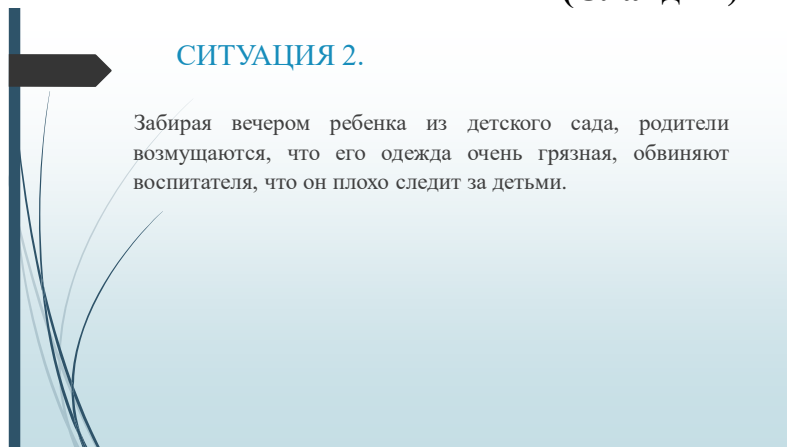 СИТУАЦИЯ 2.
Забирая вечером ребенка из детского сада, родители
возмущаются, что его одежда очень грязная, обвиняют
воспитателя, что он плохо следит за детьми.